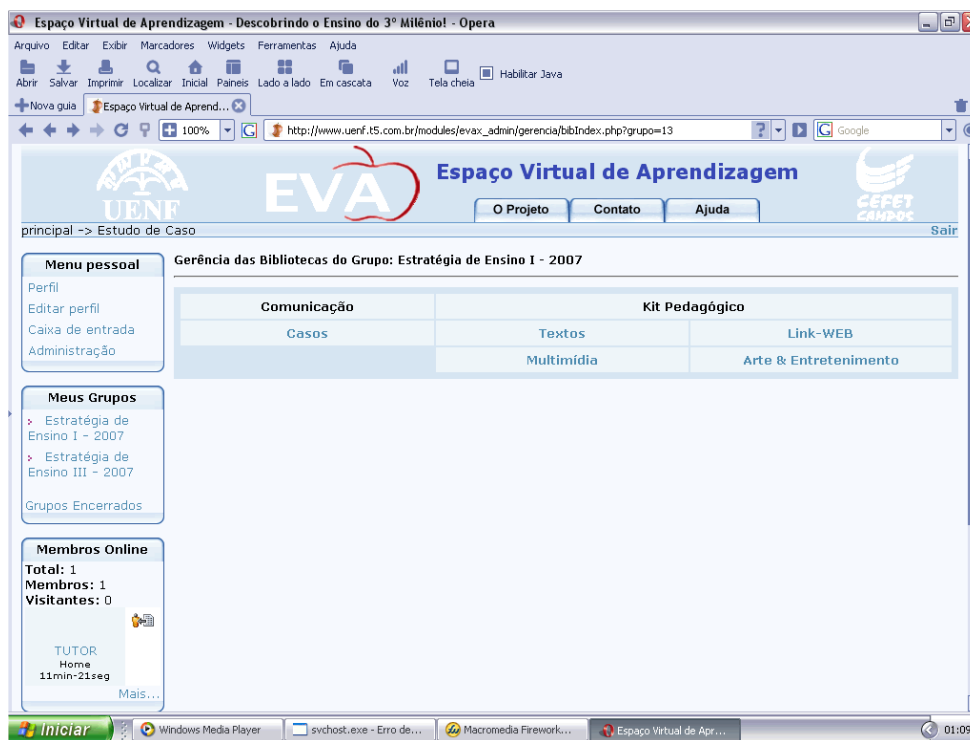 Espaço Virtual de Aprendizagem - Descobrindo o Ensino do 3º Milênio! - Opera
Arquivo Editar Exibir Marcadores Widgets Ferramentas Ajuda
Abrir Salvar Imprimir Localizar Inicial Paineis Lado a lado Em cascata Voz Tela cheia Habilitar Java
Nova guia Espaço Virtual de Aprend...
100% G http://www.uenf.t5.com.br/modules/evax_admin/gerencia/bibIndex.php?grupo=13 ? G Google
UENF
EVA
Espaço Virtual de Aprendizagem
CEFET
CAMPOS
O Projeto Contato Ajuda
principal -> Estudo de Caso Sair
Menu pessoal
Perfil
Editar perfil
Caixa de entrada
Administração
Meus Grupos
Estratégia de
Ensino I - 2007
Estratégia de
Ensino III - 2007
Grupos Encerrados
Membros Online
Total: 1
Membros: 1
Visitantes: 0
TUTOR
Home
11min-21seg
Mais...
Gerência das Bibliotecas do Grupo: Estratégia de Ensino I - 2007
Comunicação Kit Pedagógico
Casos Textos Link-WEB
Multimídia Arte & Entretenimento
Iniciar Windows Media Player svchost.exe - Erro de... Macromedia Firework... Espaço Virtual de Apr... 01:09